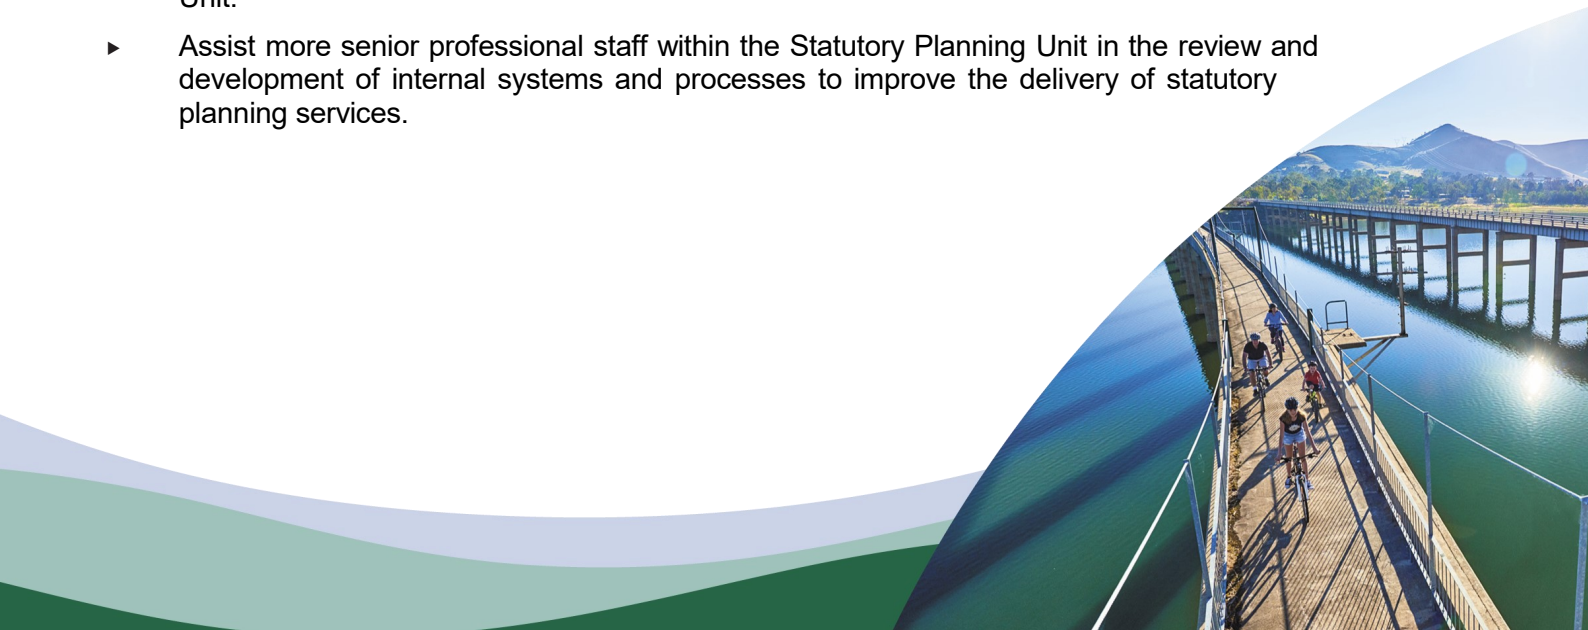 Unit.
Assist more senior professional staff within the Statutory Planning Unit in the review and
development of internal systems and processes to improve the delivery of statutory
planning services.